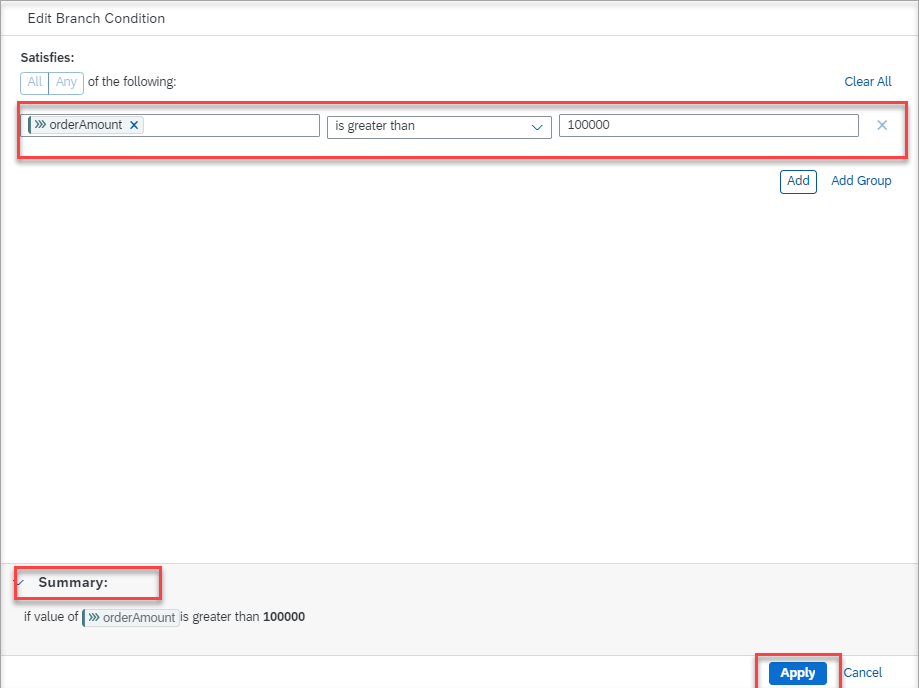 Edit Branch Condition
Satisfies:
All Any of the following: Clear All
orderAmount is greater than 100000
Add Add Group
Summary:
if value of orderAmount is greater than 100000
Apply Cancel